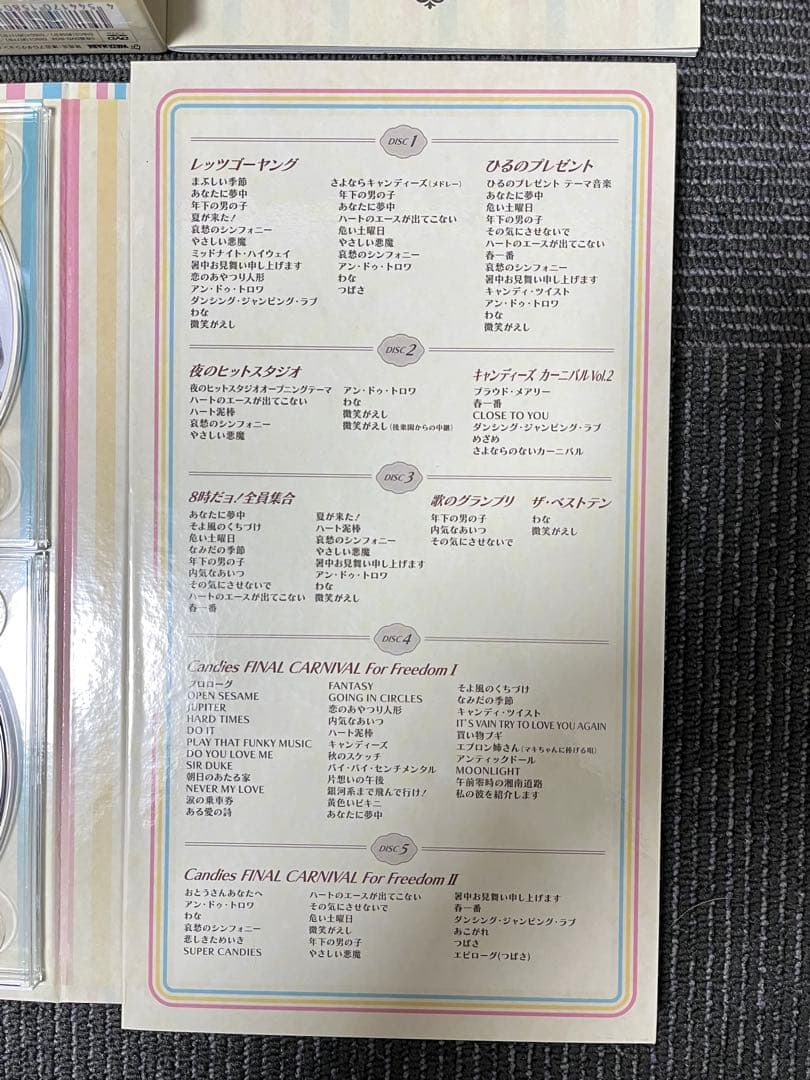 DISC 1
レッツゴーヤング
まぶしい季節
あなたに夢中
年下の男の子
夏が来た!
哀愁のシンフォニー
やさしい悪魔
ミッドナイト・ハイウェイ
暑中お見舞い申し上げます
恋のあやつり人形
アン・ドゥ・トロワ
ダンシング・ジャンピング・ラブ
わな
微笑がえし
さよならキャンディーズ(メドレー)
年下の男の子
あなたに夢中
ハートのエースが出てこない
危い土曜日
やさしい悪魔
哀愁のシンフォニー
アン・ドゥ・トロワ
わな
つばさ
ひるのプレゼント
ひるのプレゼント テーマ音楽
あなたに夢中
危い土曜日
年下の男の子
その気にさせないで
ハートのエースが出てこない
春一番
哀愁のシンフォニー
暑中お見舞い申し上げます
キャンディ・ツイスト
アン・ドゥ・トロワ
わな
微笑がえし
DISC 2
夜のヒットスタジオ
夜のヒットスタジオオープニングテーマ
ハートのエースが出てこない
ハート泥棒
哀愁のシンフォニー
やさしい悪魔
アン・ドゥ・トロワ
わな
微笑がえし
微笑がえし(後楽園からの中継)
キャンディーズ カーニバル Vol.2
プラウド・メアリー
春一番
CLOSE TO YOU
ダンシング・ジャンピング・ラブ
めざめ
さよならのないカーニバル
DISC 3
8時だョ!全員集合
あなたに夢中
そよ風のくちづけ
危い土曜日
なみだの季節
年下の男の子
内気なあいつ
その気にさせないで
ハートのエースが出てこない
春一番
夏が来た!
ハート泥棒
哀愁のシンフォニー
やさしい悪魔
暑中お見舞い申し上げます
アン・ドゥ・トロワ
わな
微笑がえし
歌のグランプリ
年下の男の子
内気なあいつ
その気にさせないで
ザ・ベストテン
わな
微笑がえし
DISC 4
Candies FINAL CARNIVAL For Freedom I
プロローグ
OPEN SESAME
JUPITER
HARD TIMES
DO IT
PLAY THAT FUNKY MUSIC
DO YOU LOVE ME
SIR DUKE
朝日のあたる家
NEVER MY LOVE
涙の乗車券
ある愛の詩
FANTASY
GOING IN CIRCLES
恋のあやつり人形
内気なあいつ
ハート泥棒
キャンディーズ
秋のスケッチ
バイ・バイ・センチメンタル
片想いの午後
銀河系まで飛んで行け!
黄色いビキニ
あなたに夢中
そよ風のくちづけ
なみだの季節
キャンディ・ツイスト
IT'S VAIN TRY TO LOVE YOU AGAIN
買い物ブギ
エプロン姉さん(マキちゃんに捧げる唄)
アンティックドール
MOONLIGHT
午前零時の湘南道路
私の彼を紹介します
DISC 5
Candies FINAL CARNIVAL For Freedom II
おとうさんあなたへ
アン・ドゥ・トロワ
わな
哀愁のシンフォニー
悲しきためいき
SUPER CANDIES
ハートのエースが出てこない
その気にさせないで
危い土曜日
微笑がえし
年下の男の子
やさしい悪魔
暑中お見舞い申し上げます
春一番
ダンシング・ジャンピング・ラブ
あこがれ
つばさ
エピローグ(つばさ)